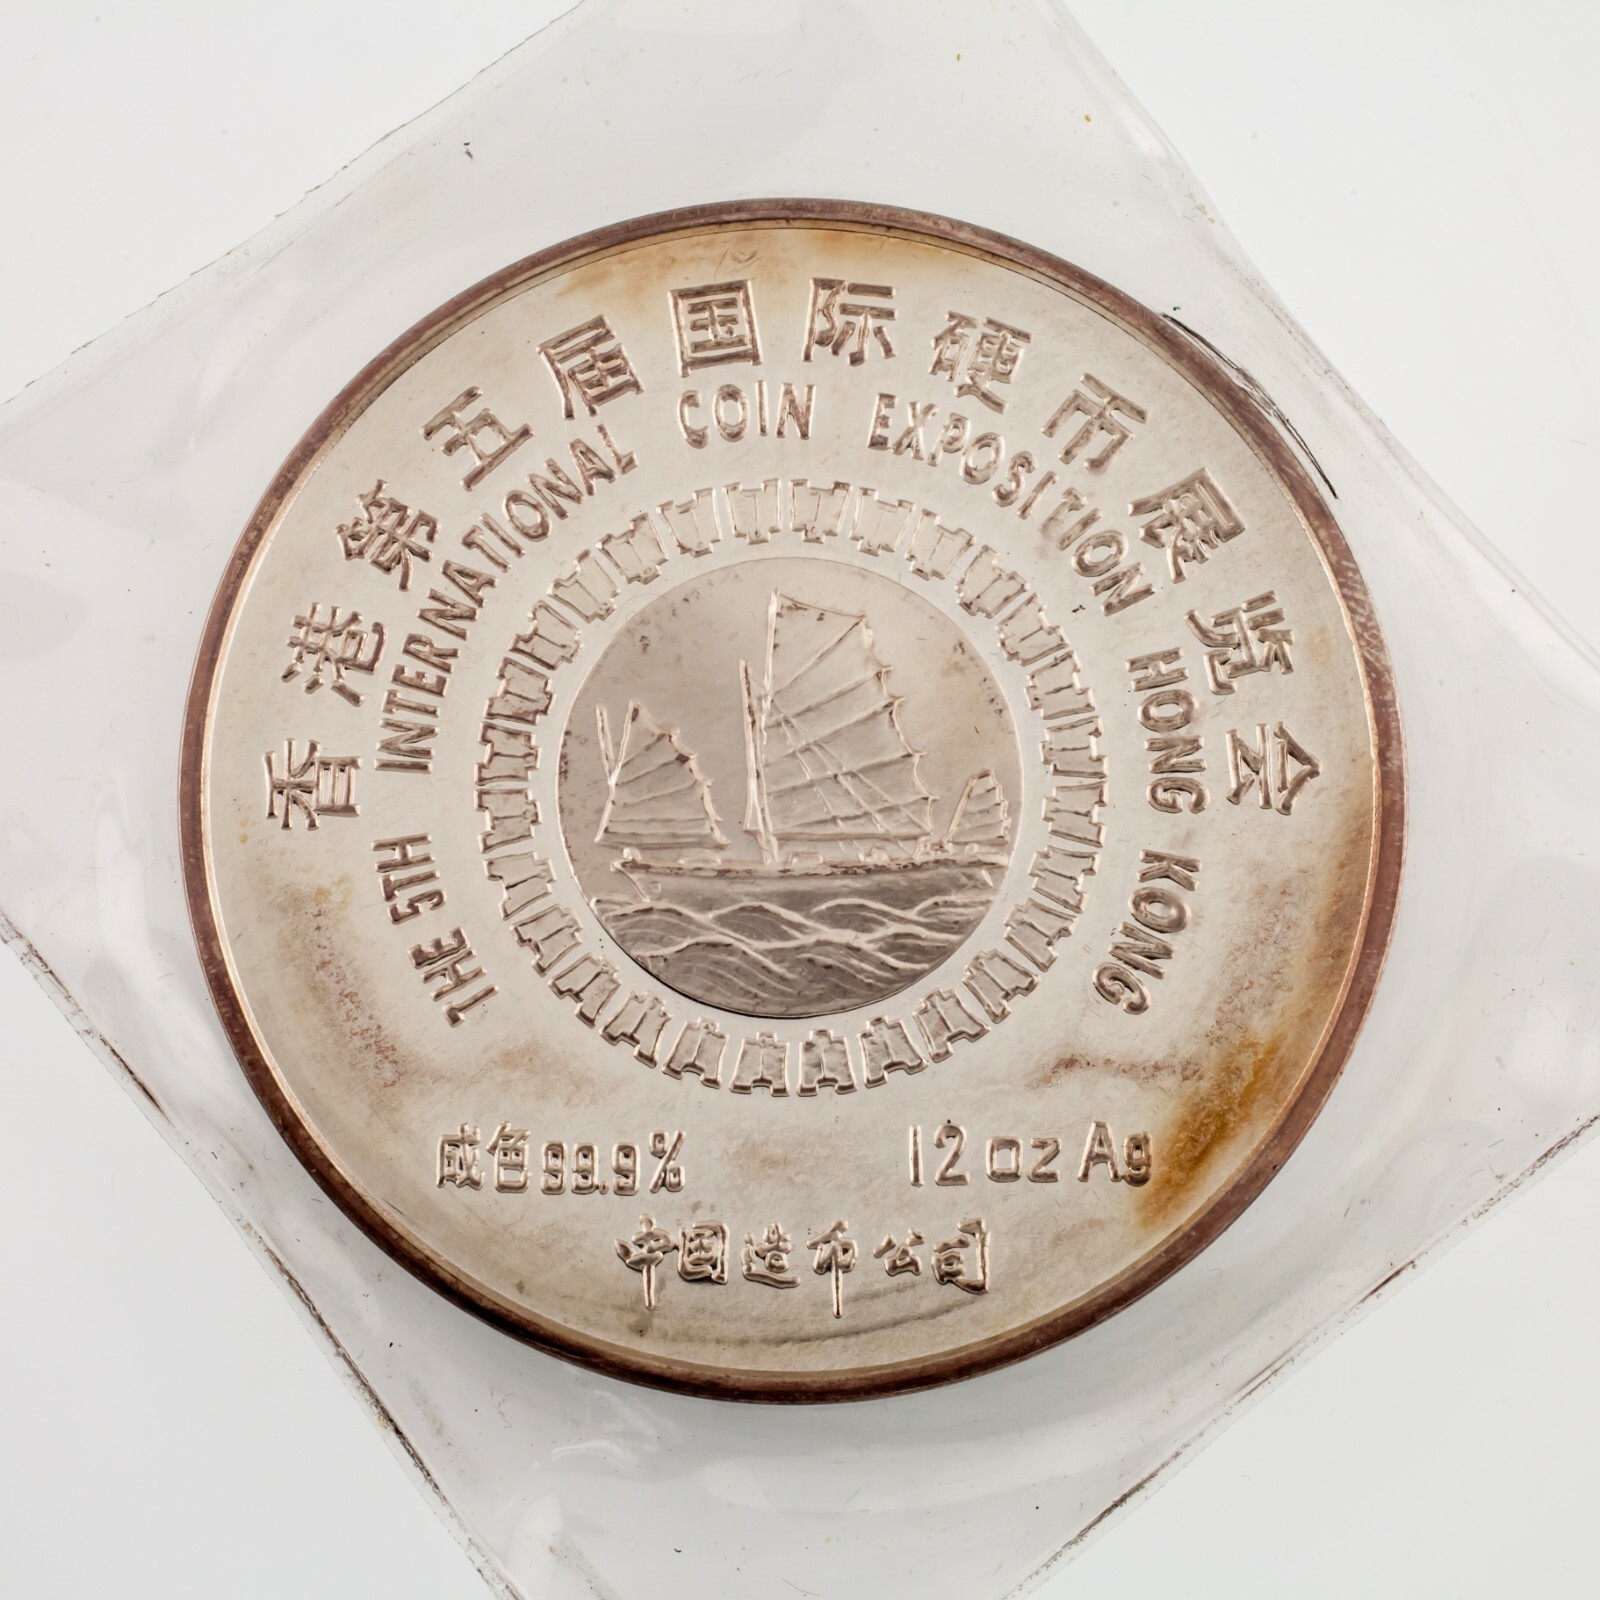 香港第五届国际硬币展览会
THE 5TH INTERNATIONAL COIN EXPOSITION HONG KONG
成色99.9% 12 oz Ag
中国造币公司